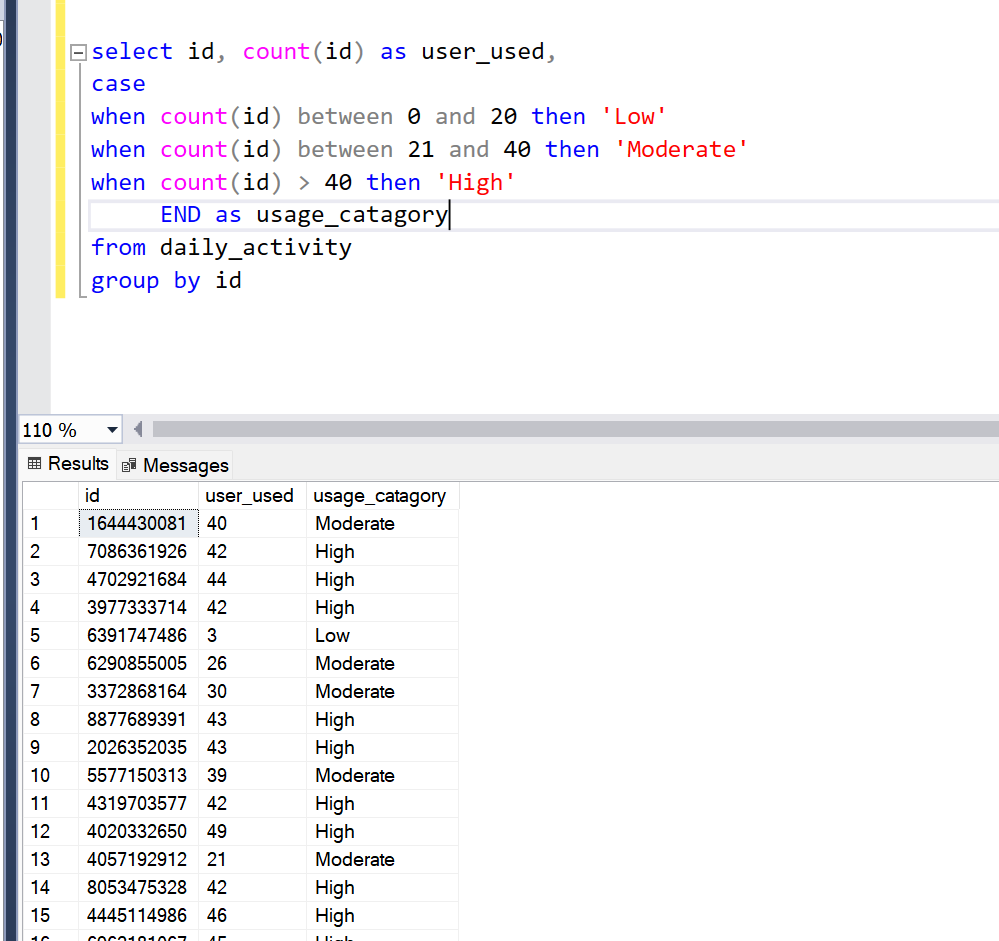 select id, count(id) as user_used,
case
when count(id) between 0 and 20 then 'Low'
when count(id) between 21 and 40 then 'Moderate'
when count(id) > 40 then 'High'
END as usage_catagory
from daily_activity
group by id
110 %
Results Messages
id user_used usage_catagory
1 1644430081 40 Moderate
2 7086361926 42 High
3 4702921684 44 High
4 3977333714 42 High
5 6391747486 3 Low
6 6290855005 26 Moderate
7 3372868164 30 Moderate
8 8877689391 43 High
9 2026352035 43 High
10 5577150313 39 Moderate
11 4319703577 42 High
12 4020332650 49 High
13 4057192912 21 Moderate
14 8053475328 42 High
15 4445114986 46 High